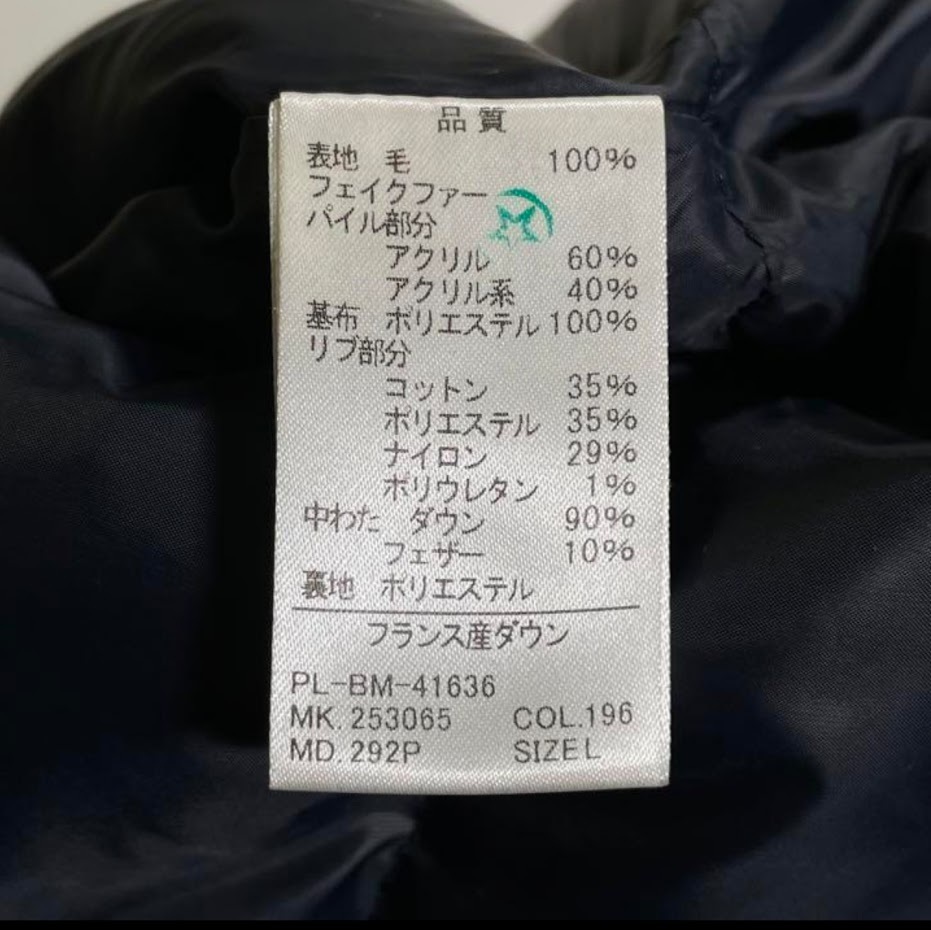 品質
表地 毛 100%
フェイクファー
パイル部分
アクリル 60%
アクリル系 40%
基布 ポリエステル 100%
リブ部分
コットン 35%
ポリエステル 35%
ナイロン 29%
ポリウレタン 1%
中わた ダウン 90%
フェザー 10%
裏地 ポリエステル
フランス産ダウン
PL-BM-41636
MK.253065 COL.196
MD.292P SIZE L